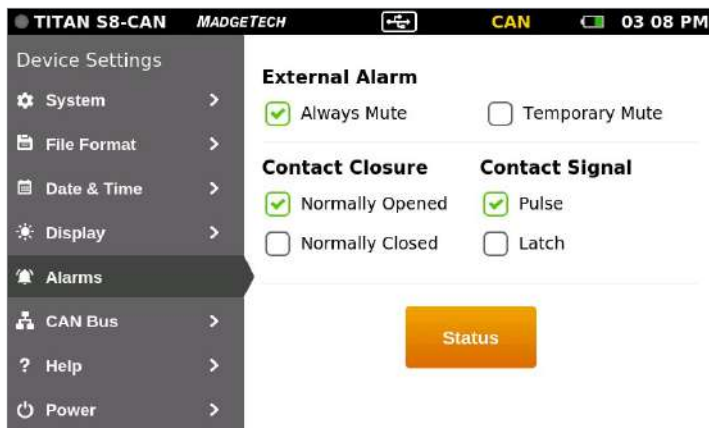 TITAN S8-CAN MADGETECH CAN 03 08 PM
Device Settings
System
File Format
Date & Time
Display
Alarms
CAN Bus
? Help
Power
External Alarm
Always Mute Temporary Mute
Contact Closure Contact Signal
Normally Opened Pulse
Normally Closed Latch
Status